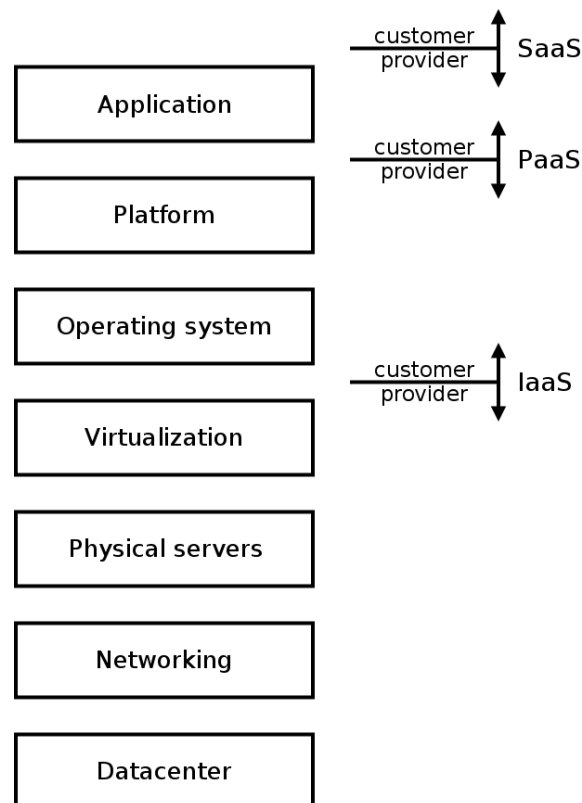 customer
provider
SaaS
Application
customer
provider
PaaS
Platform
Operating system
customer
provider
IaaS
Virtualization
Physical servers
Networking
Datacenter